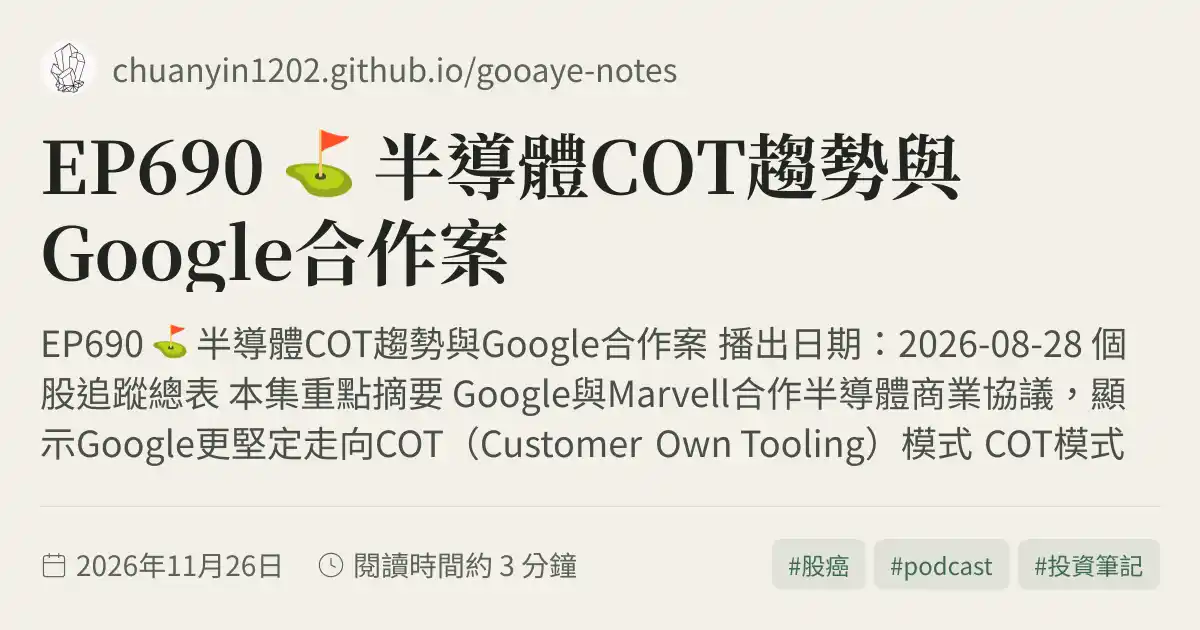 chuanyin1202.github.io/gooaye-notes
EP690 ⛳ 半導體COT趨勢與
Google合作案
EP690 ⛳ 半導體COT趨勢與Google合作案 播出日期：2026-08-28 個
股追蹤總表 本集重點摘要 Google與Marvell合作半導體商業協議，顯
示Google更堅定走向COT（Customer Own Tooling）模式 COT模式
2026年11月26日 閱讀時間約 3 分鐘 #股癌 #podcast #投資筆記